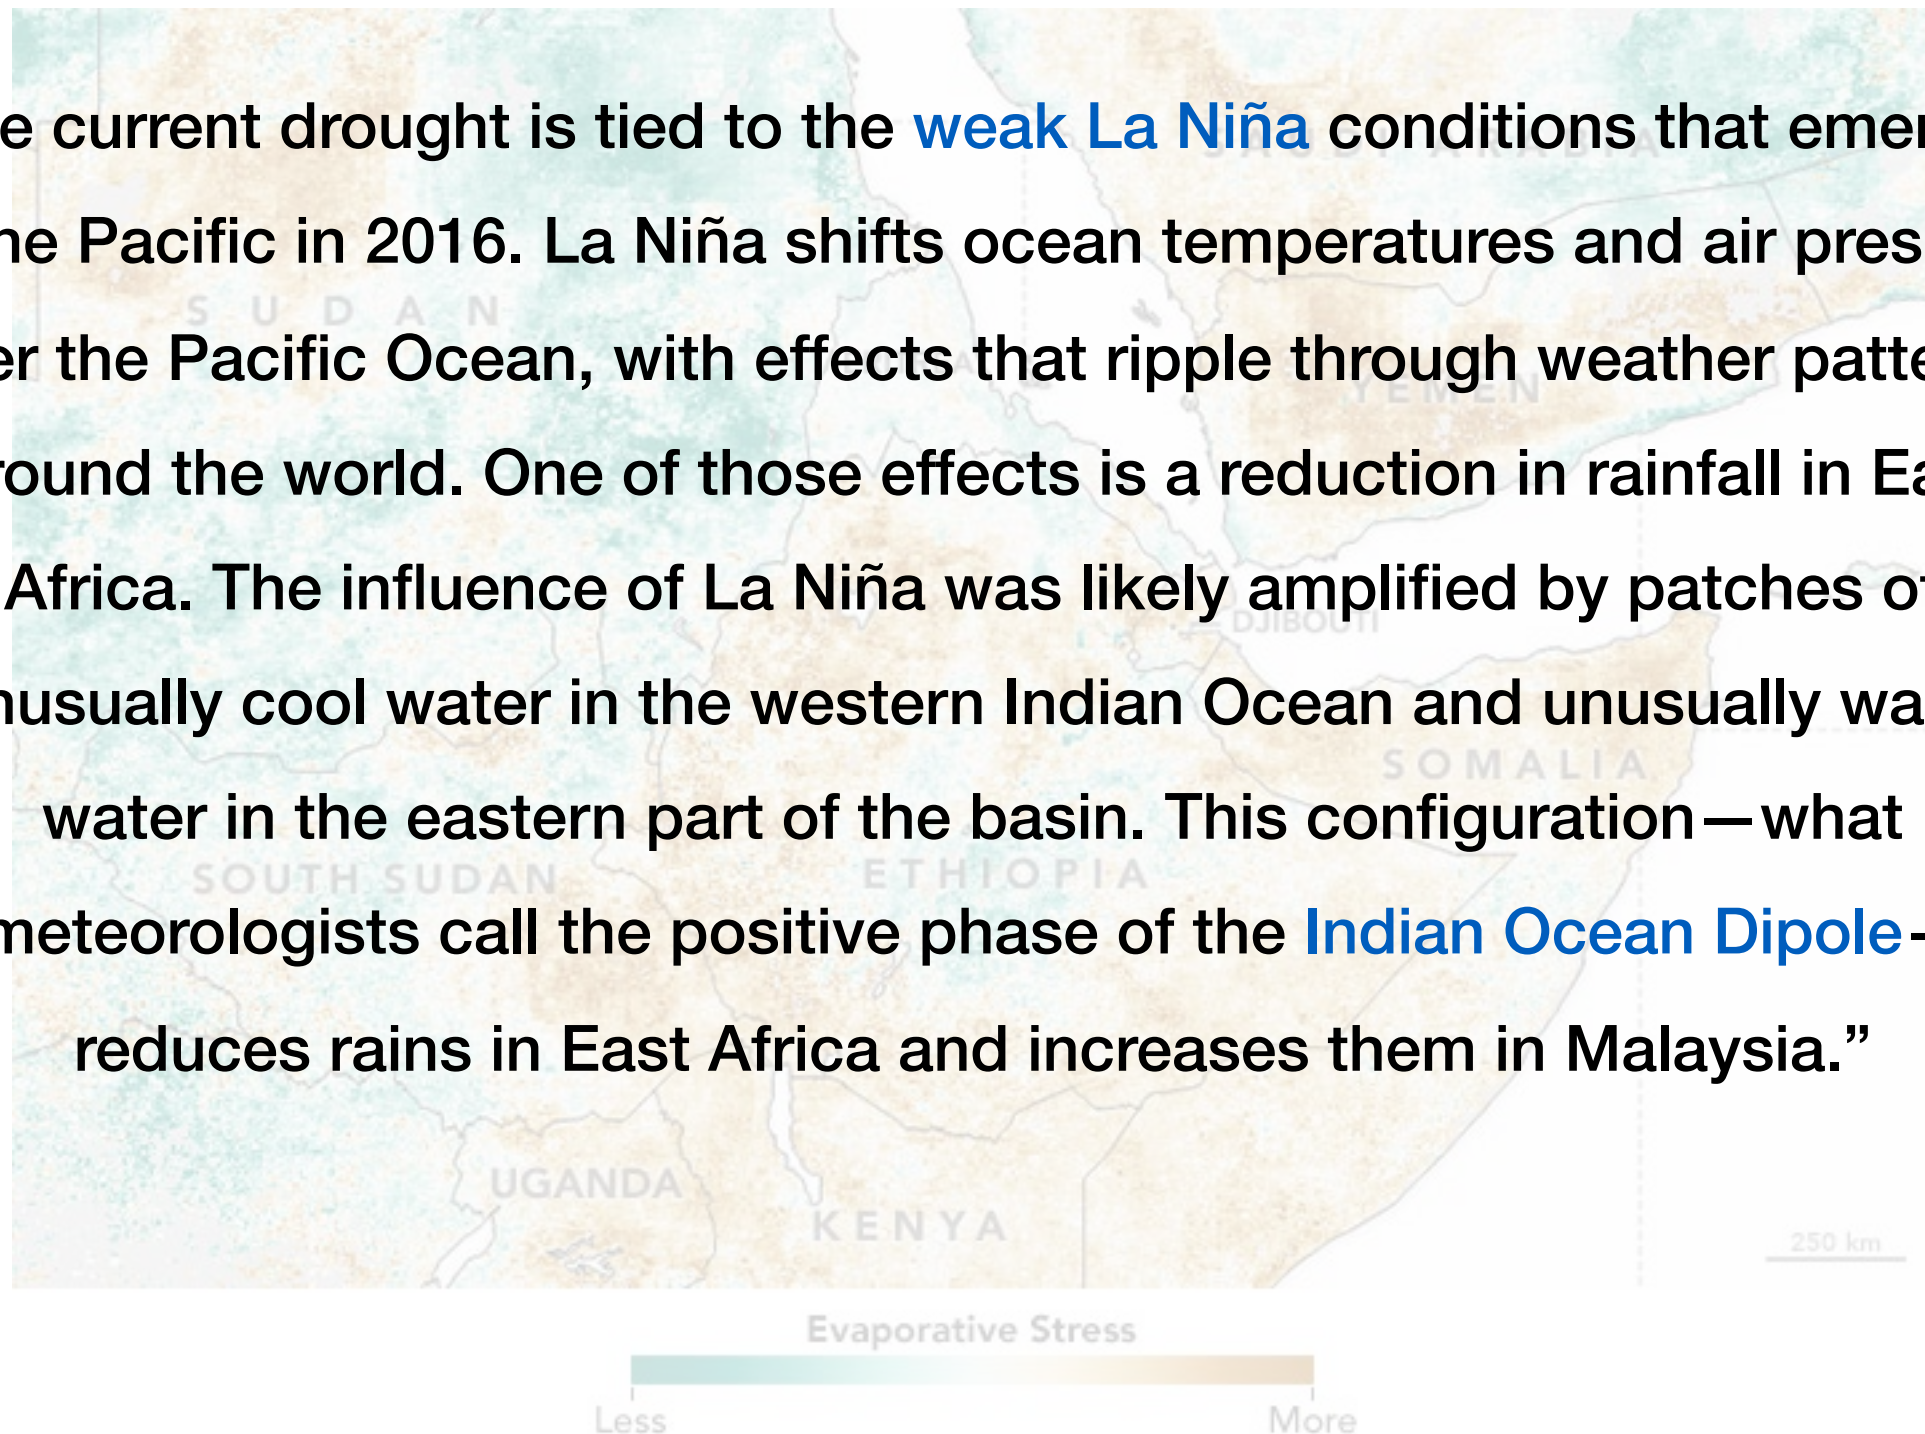 e current drought is tied to the weak La Niña conditions that emer
ne Pacific in 2016. La Niña shifts ocean temperatures and air pres
er the Pacific Ocean, with effects that ripple through weather patte
round the world. One of those effects is a reduction in rainfall in Ea
Africa. The influence of La Niña was likely amplified by patches of
nusually cool water in the western Indian Ocean and unusually wa
water in the eastern part of the basin. This configuration—what
meteorologists call the positive phase of the Indian Ocean Dipole-
reduces rains in East Africa and increases them in Malaysia.”
SAUDI ARABIA
SUDAN
YEMEN
DJIBOUTI
SOMALIA
SOUTH SUDAN
ETHIOPIA
UGANDA
KENYA
250 km
Evaporative Stress
Less More